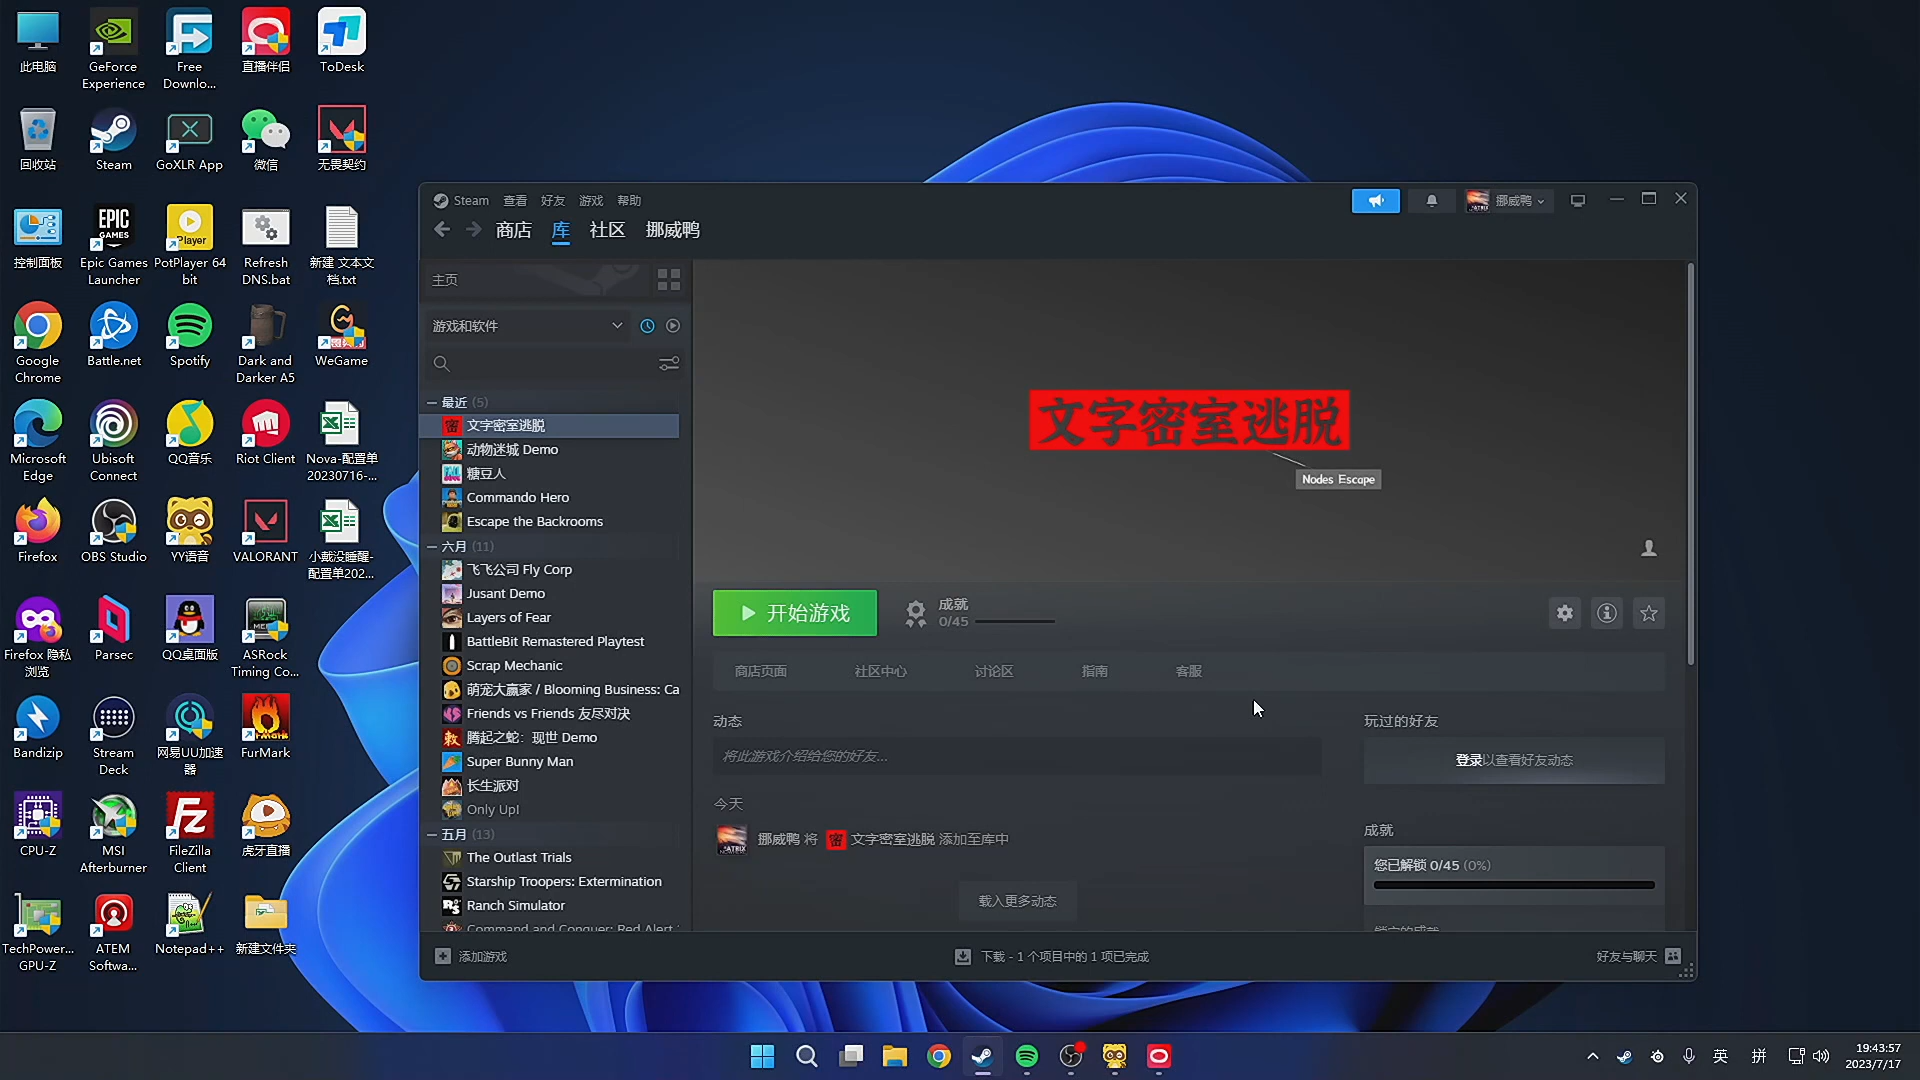 此电脑
GeForce
Experience
Free
Downlo...
直播伴侣
ToDesk
回收站
Steam
GoXLR App
微信
无畏契约
控制面板
EPIC
GAMES
Epic Games
Launcher
Player
PotPlayer 64
bit
Refresh
DNS.bat
新建 文本文
档.txt
Google
Chrome
Battle.net
Spotify
Dark and
Darker A5
WeGame
Microsoft
Edge
Ubisoft
Connect
QQ音乐
Riot Client
Nova-配置单
20230716-...
Firefox
OBS Studio
YY语音
VALORANT
小戴没睡醒-
配置单202...
Firefox 隐私
浏览
Parsec
QQ桌面版
ASRock
Timing Co...
Bandizip
Stream
Deck
网易UU加速
器
FurMark
CPU-Z
MSI
Afterburner
FileZilla
Client
虎牙直播
TechPower...
GPU-Z
ATEM
Softwa...
Notepad++
新建文件夹
Steam 查看 好友 游戏 帮助
挪威鸭
商店 库 社区 挪威鸭
主页
游戏和软件
最近 (5)
文字密室逃脱
动物迷城 Demo
糖豆人
Commando Hero
Escape the Backrooms
六月 (11)
飞飞公司 Fly Corp
Jusant Demo
Layers of Fear
BattleBit Remastered Playtest
Scrap Mechanic
萌宠大赢家 / Blooming Business: Ca
Friends vs Friends 友尽对决
腾起之蛇：现世 Demo
Super Bunny Man
长生派对
Only Up!
五月 (13)
The Outlast Trials
Starship Troopers: Extermination
Ranch Simulator
Command and Conquer: Red Alert
文字密室逃脱
Nodes Escape
开始游戏
成就
0/45
商店页面 社区中心 讨论区 指南 客服
动态
将此游戏介绍给您的好友...
今天
挪威鸭 将 密 文字密室逃脱 添加至库中
载入更多动态
玩过的好友
登录以查看好友动态
成就
您已解锁 0/45 (0%)
添加游戏
下载 - 1 个项目中的 1 项已完成
好友与聊天
英
拼
19:43:57
2023/7/17